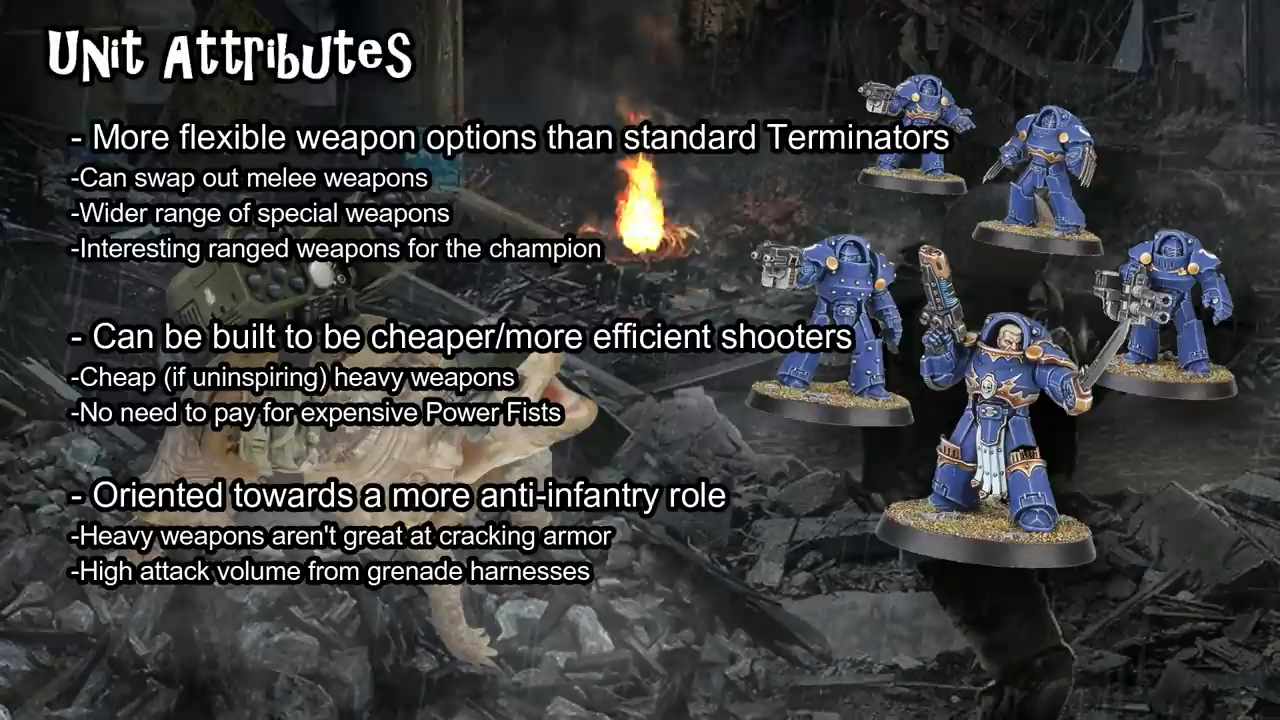 Unit Attributes
- More flexible weapon options than standard Terminators
-Can swap out melee weapons
-Wider range of special weapons
-Interesting ranged weapons for the champion
- Can be built to be cheaper/more efficient shooters
-Cheap (if uninspiring) heavy weapons
-No need to pay for expensive Power Fists
- Oriented towards a more anti-infantry role
-Heavy weapons aren't great at cracking armor
-High attack volume from grenade harnesses